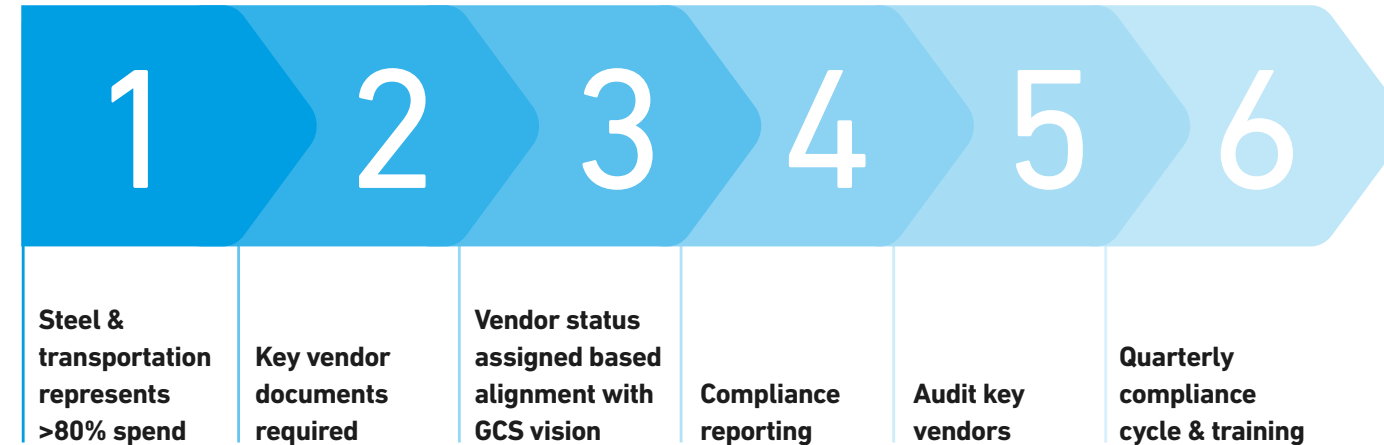 1 2 3 4 5 6
Steel &
transportation
represents
>80% spend
Key vendor
documents
required
Vendor status
assigned based
alignment with
GCS vision
Compliance
reporting
Audit key
vendors
Quarterly
compliance
cycle & training